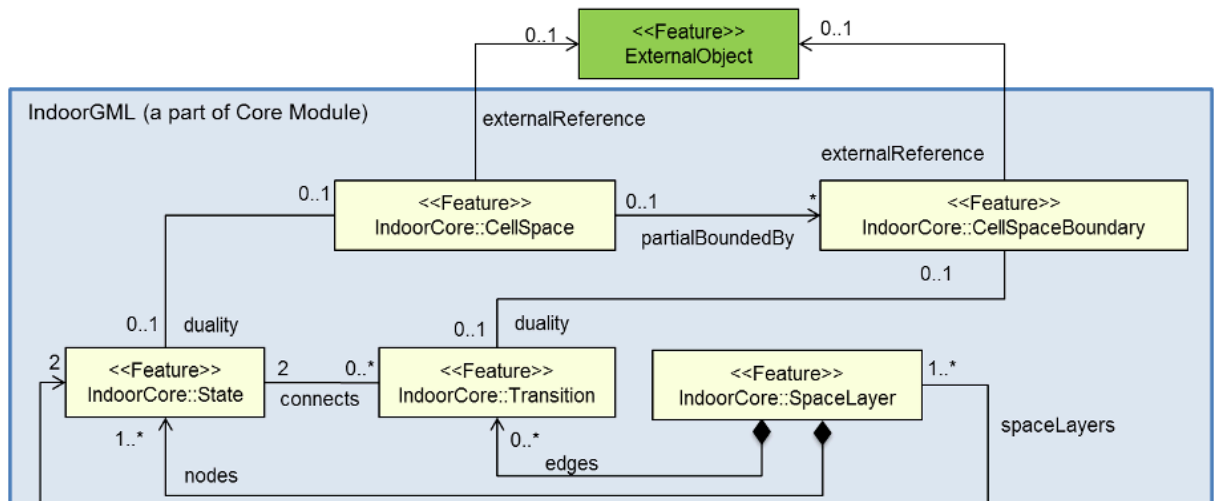 0..1
<<Feature>>
ExternalObject
0..1
IndoorGML (a part of Core Module)
externalReference
externalReference
0..1
<<Feature>>
IndoorCore::CellSpace
0..1
*
partialBoundedBy
<<Feature>>
IndoorCore::CellSpaceBoundary
0..1
0..1
duality
0..1
duality
2
<<Feature>>
IndoorCore::State
2
0..*
connects
<<Feature>>
IndoorCore::Transition
<<Feature>>
IndoorCore::SpaceLayer
1..*
spaceLayers
1..*
0..*
edges
nodes